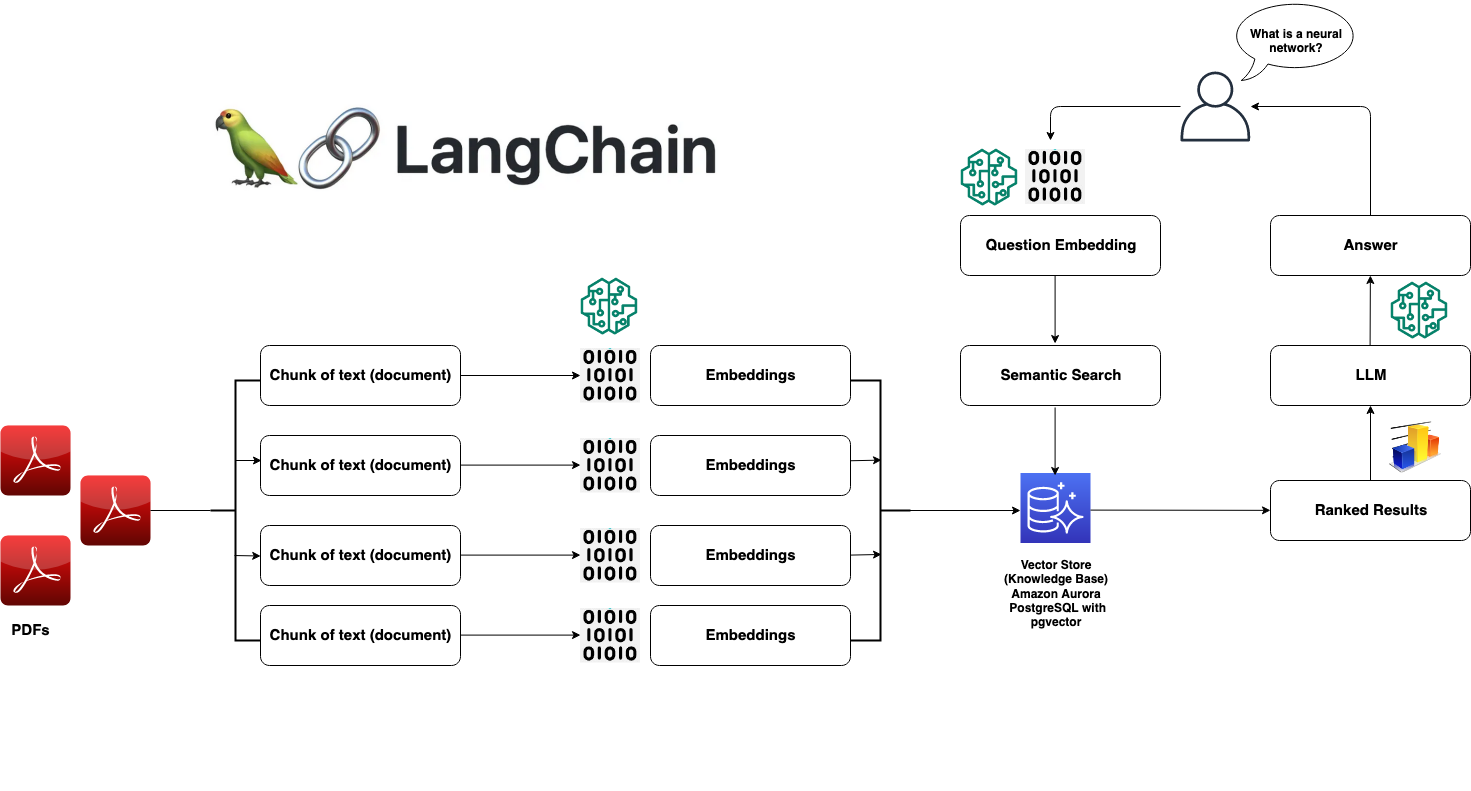 What is a neural
network?
LangChain
01010
10101
01010
Question Embedding
Answer
01010
10101
01010
Chunk of text (document)
Embeddings
Semantic Search
LLM
01010
10101
01010
Chunk of text (document)
Embeddings
Ranked Results
01010
10101
01010
Chunk of text (document)
Embeddings
Vector Store
(Knowledge Base)
Amazon Aurora
PostgreSQL with
pgvector
01010
10101
01010
Chunk of text (document)
Embeddings
PDFs